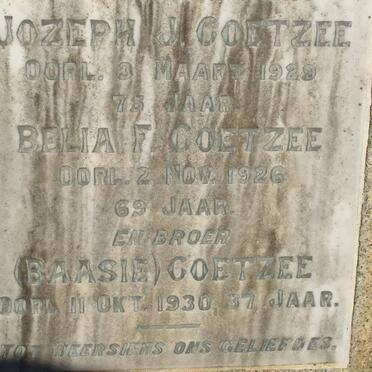 JOZEPH J. COETZEE
OORL. 3 MAART 1929
75 JAAR
BELIA F. COETZEE
OORL. 2 NOV. 1926
69 JAAR.
EN BROER
(BAASIE) COETZEE
OORL. 11 OKT. 1930, 37 JAAR.
TOT WEERSIENS ONS GELIEFDES.